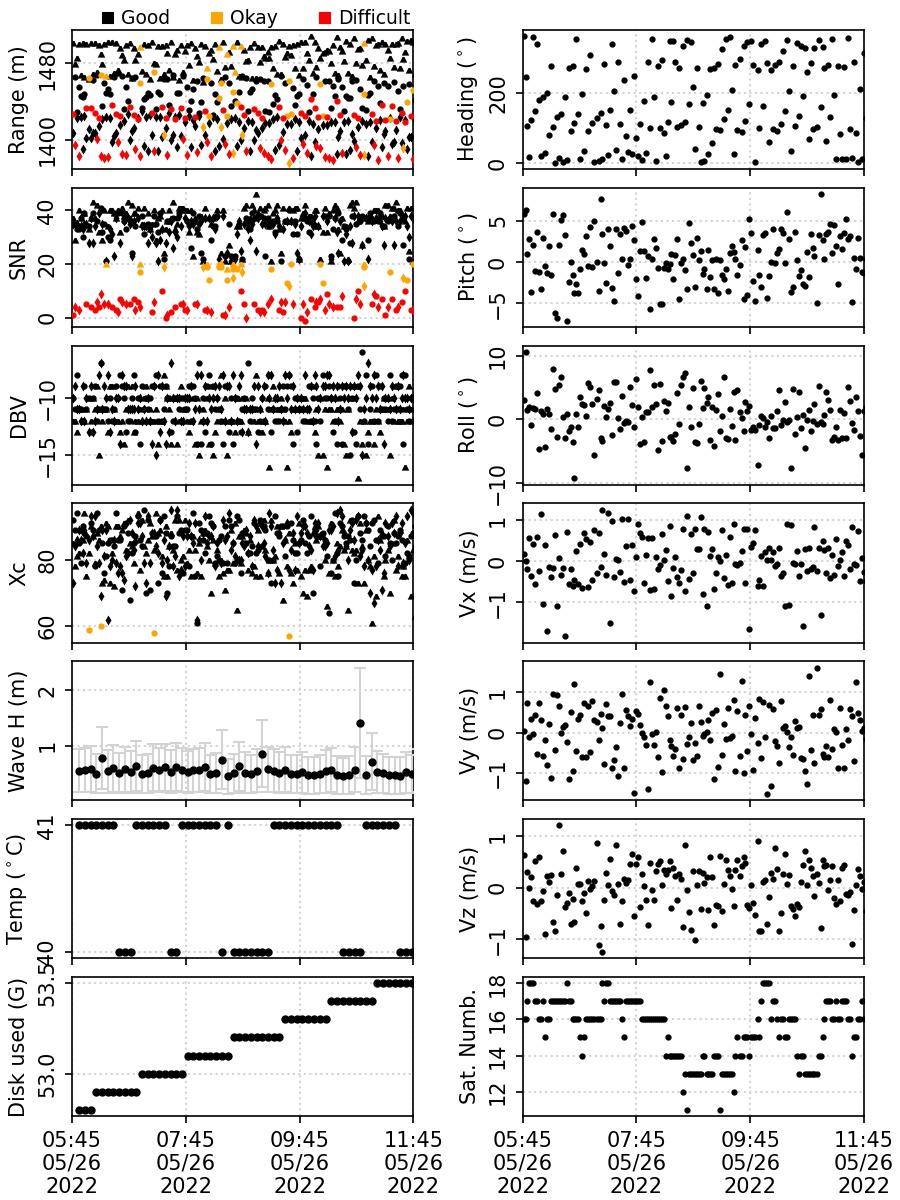 Good Okay Difficult
Range (m)
1480
1400
Heading (°)
200
0
SNR
40
20
0
Pitch (°)
5
0
−5
DBV
−10
−15
Roll (°)
10
0
−10
Xc
80
60
Vx (m/s)
1
0
−1
Wave H (m)
2
1
Vy (m/s)
1
0
−1
Temp (°C)
41
40
Vz (m/s)
1
0
−1
Disk used (G)
53.5
53.0
Sat. Numb.
18
16
14
12
05:45 07:45 09:45 11:45 05:45 07:45 09:45 11:45
05/26 05/26 05/26 05/26 05/26 05/26 05/26 05/26
2022 2022 2022 2022 2022 2022 2022 2022